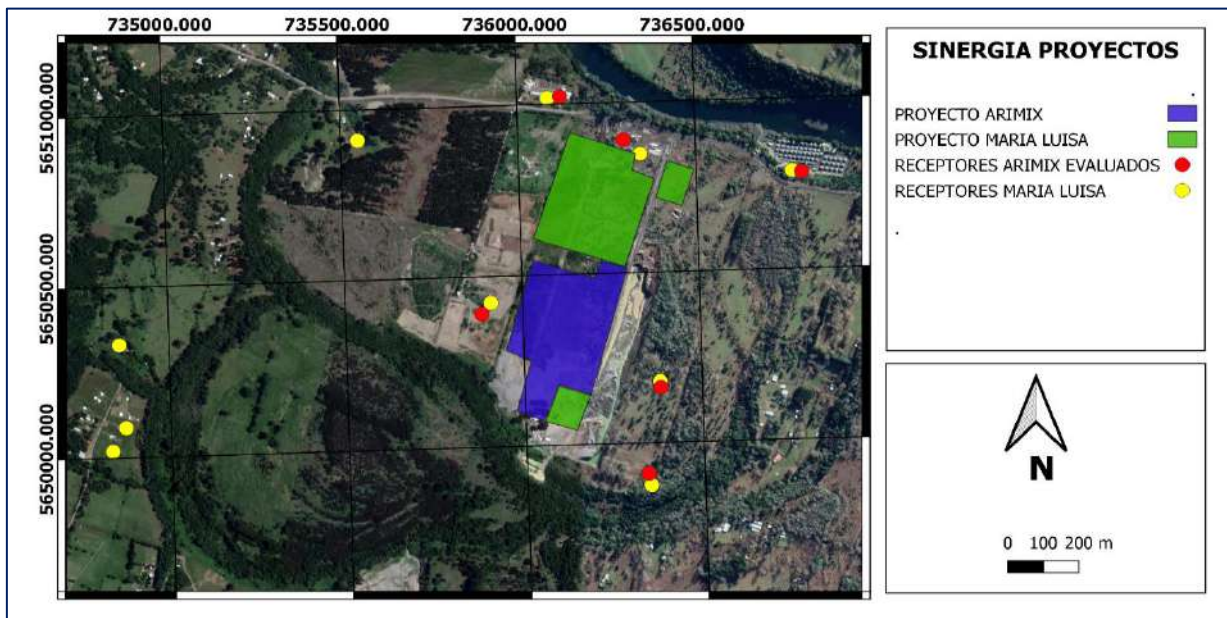 735000.000 735500.000 736000.000 736500.000
5651000.000
5650500.000
5650000.000
SINERGIA PROYECTOS
PROYECTO ARIMIX
PROYECTO MARIA LUISA
RECEPTORES ARIMIX EVALUADOS
RECEPTORES MARIA LUISA
N
0 100 200 m